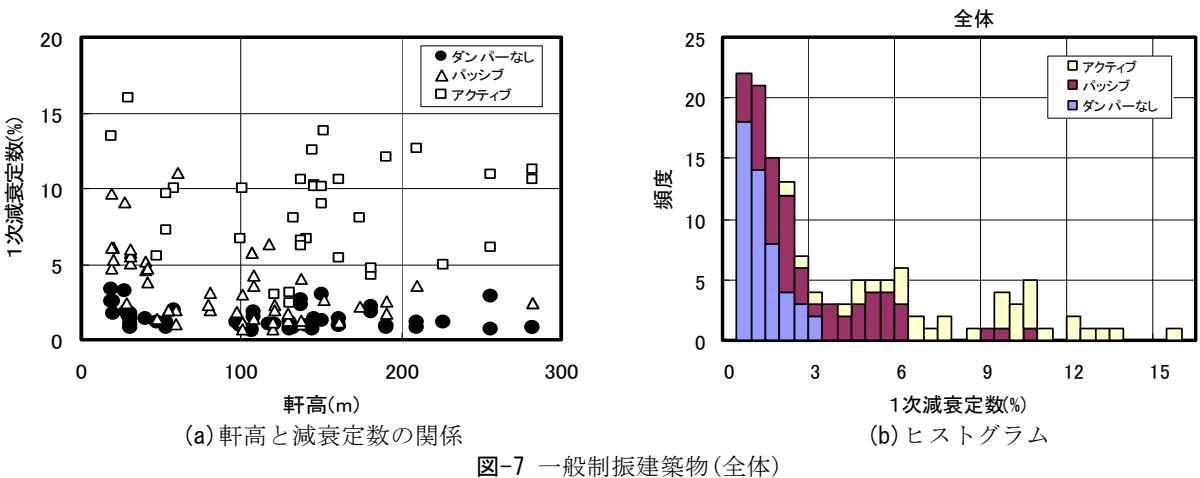 20
15
10
5
0
1次減衰定数(%)
ダンパーなし
パッシブ
アクティブ
0
100
200
300
軒高(m)
(a)軒高と減衰定数の関係
全体
25
20
15
10
5
0
頻度
アクティブ
パッシブ
ダンパーなし
0
3
6
9
12
15
1次減衰定数(%)
(b)ヒストグラム
図-7 一般制振建築物(全体)